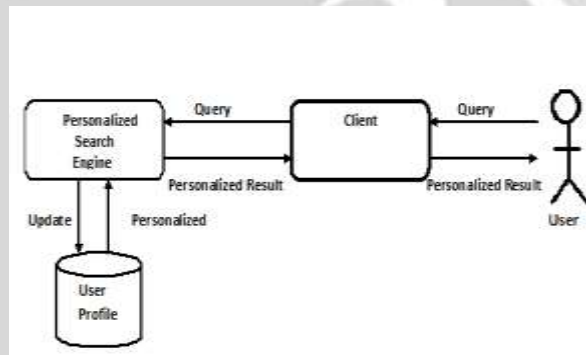 Query
Query
Personalized
Search
Engine
Client
Personalized Result
Personalized Result
Update
Personalized
User
User
Profile